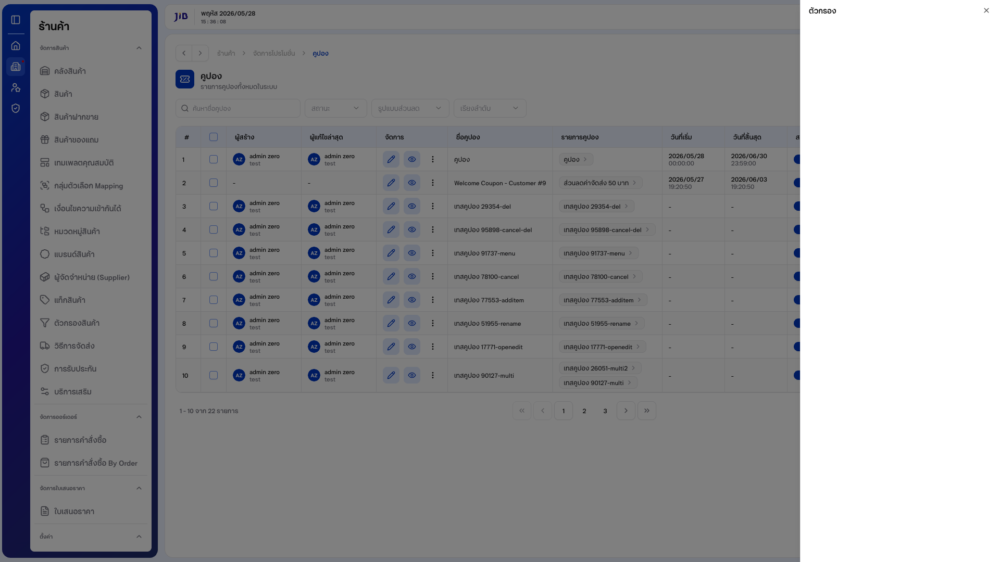 ร้านค้า
จัดการสินค้า
คลังสินค้า
สินค้า
สินค้าฝากขาย
สินค้าของแถม
เทมเพลตคุณสมบัติ
กลุ่มตัวเลือก Mapping
เงื่อนไขความเข้ากันได้
หมวดหมู่สินค้า
แบรนด์สินค้า
ผู้จัดจำหน่าย (Supplier)
แท็กสินค้า
ตัวกรองสินค้า
วิธีการจัดส่ง
การรับประกัน
บริการเสริม
จัดการออร์เดอร์
รายการคำสั่งซื้อ
รายการคำสั่งซื้อ By Order
จัดการใบเสนอราคา
ใบเสนอราคา
ตั้งค่า
JIB
พฤหัส 2026/05/28
15 : 36 : 08
ร้านค้า จัดการโปรโมชั่น คูปอง
คูปอง
รายการคูปองทั้งหมดในระบบ
ค้นหาชื่อคูปอง สถานะ รูปแบบส่วนลด เรียงลำดับ
# ผู้สร้าง ผู้แก้ไขล่าสุด จัดการ ชื่อคูปอง รายการคูปอง วันที่เริ่ม วันที่สิ้นสุด ส
1 AZ admin zero AZ admin zero คูปอง คูปอง 2026/05/28 2026/06/30
test test 00:00:00 23:59:00
2 - - Welcome Coupon - Customer #9 ส่วนลดค่าจัดส่ง 50 บาท 2026/05/27 2026/06/03
19:20:50 19:20:50
3 AZ admin zero AZ admin zero เทสคูปอง 29354-del เทสคูปอง 29354-del - -
test test
4 AZ admin zero AZ admin zero เทสคูปอง 95898-cancel-del เทสคูปอง 95898-cancel-del - -
test test
5 AZ admin zero AZ admin zero เทสคูปอง 91737-menu เทสคูปอง 91737-menu - -
test test
6 AZ admin zero AZ admin zero เทสคูปอง 78100-cancel เทสคูปอง 78100-cancel - -
test test
7 AZ admin zero AZ admin zero เทสคูปอง 77553-additem เทสคูปอง 77553-additem - -
test test
8 AZ admin zero AZ admin zero เทสคูปอง 51955-rename เทสคูปอง 51955-rename - -
test test
9 AZ admin zero AZ admin zero เทสคูปอง 17771-openedit เทสคูปอง 17771-openedit - -
test test
10 AZ admin zero AZ admin zero เทสคูปอง 90127-multi เทสคูปอง 26051-multi2 - -
test test เทสคูปอง 90127-multi
1 - 10 จาก 22 รายการ 1 2 3
ตัวกรอง